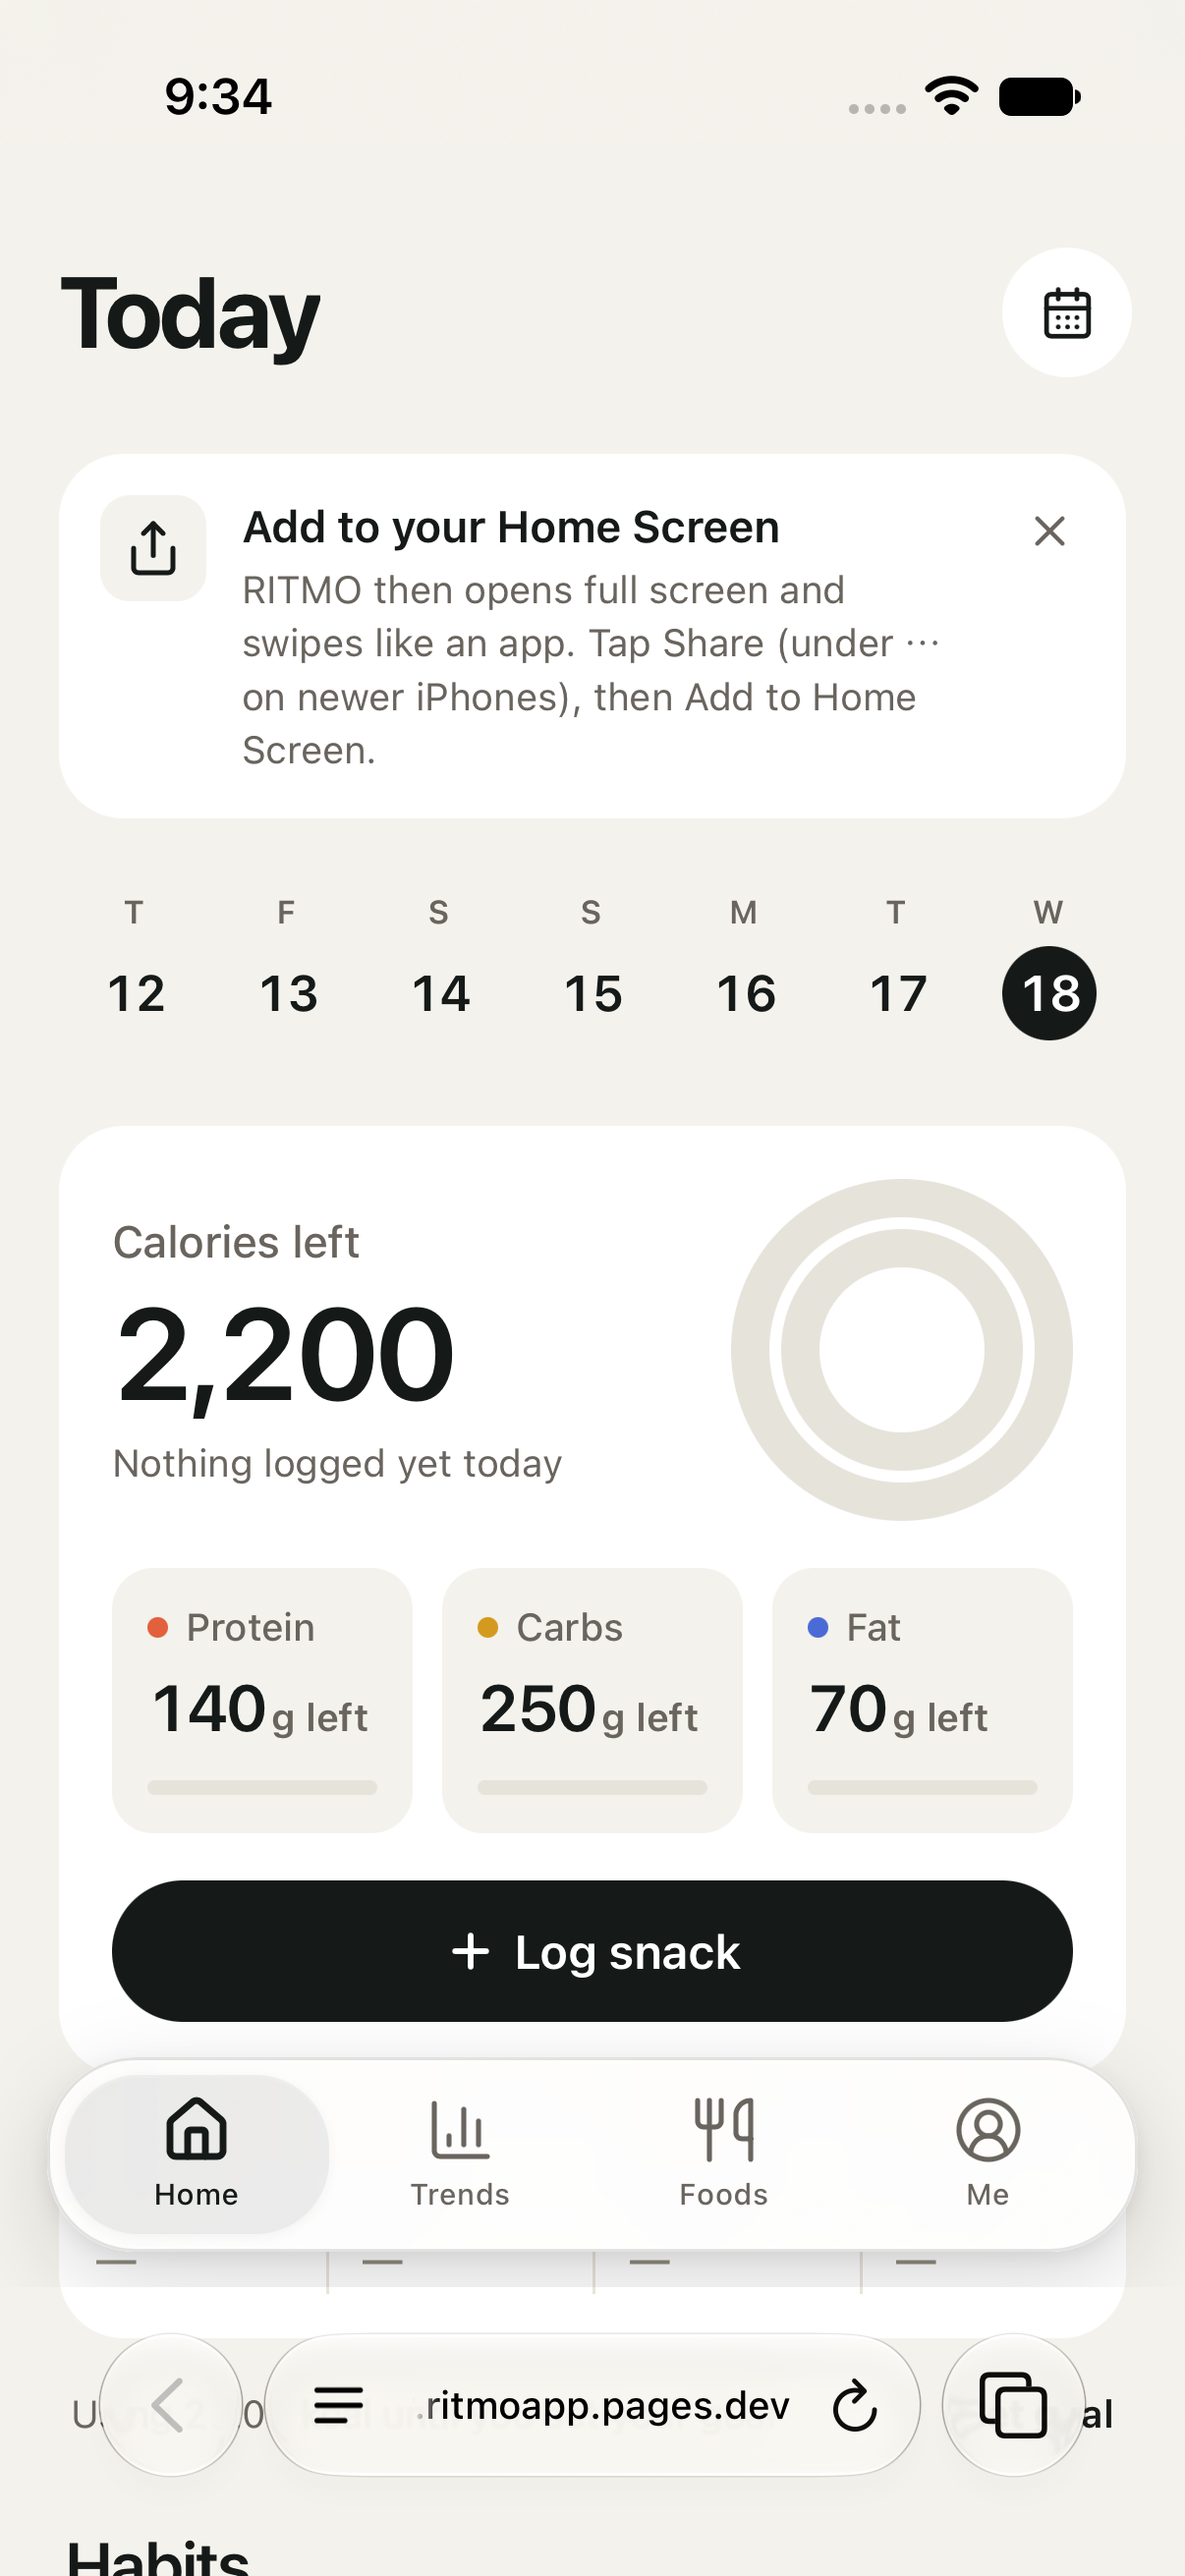 9:34
Today
Add to your Home Screen
RITMO then opens full screen and
swipes like an app. Tap Share (under ···
on newer iPhones), then Add to Home
Screen.
T F S S M T W
12 13 14 15 16 17 18
Calories left
2,200
Nothing logged yet today
Protein Carbs Fat
140 g left 250 g left 70 g left
+ Log snack
Home Trends Foods Me
— — — —
ritmoapp.pages.dev
Habits